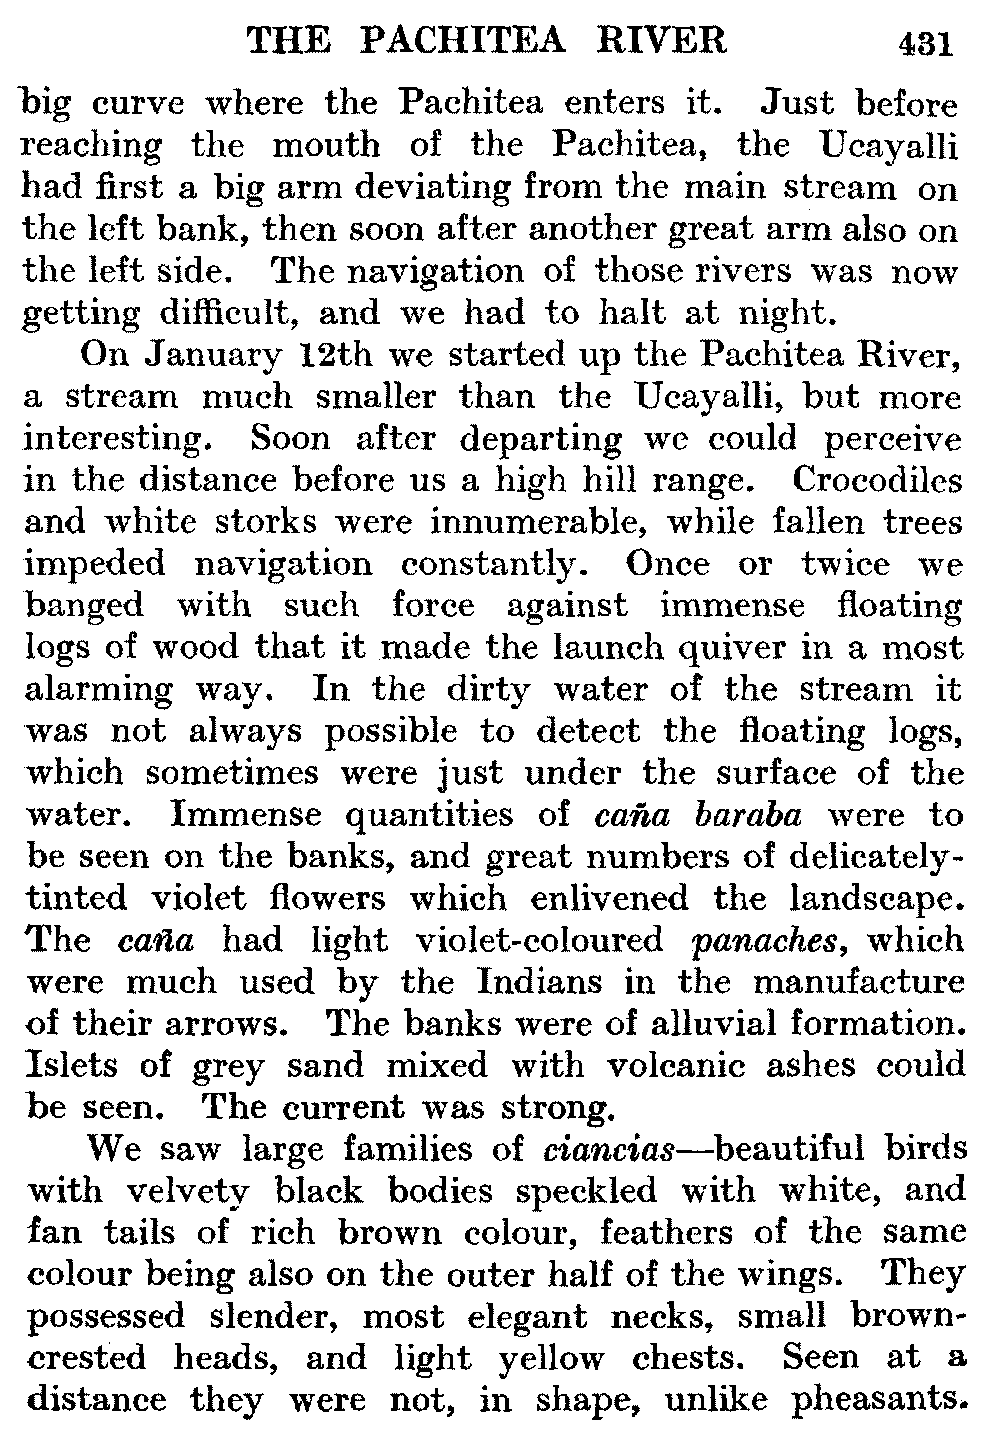 THE PACHITEA RIVER 431
big curve where the Pachitea enters it. Just before
reaching the mouth of the Pachitea, the Ucayalli
had first a big arm deviating from the main stream on
the left bank, then soon after another great arm also on
the left side. The navigation of those rivers was now
getting difficult, and we had to halt at night.
On January 12th we started up the Pachitea River,
a stream much smaller than the Ucayalli, but more
interesting. Soon after departing we could perceive
in the distance before us a high hill range. Crocodiles
and white storks were innumerable, while fallen trees
impeded navigation constantly. Once or twice we
banged with such force against immense floating
logs of wood that it made the launch quiver in a most
alarming way. In the dirty water of the stream it
was not always possible to detect the floating logs,
which sometimes were just under the surface of the
water. Immense quantities of caña baraba were to
be seen on the banks, and great numbers of delicately-
tinted violet flowers which enlivened the landscape.
The caña had light violet-coloured panaches, which
were much used by the Indians in the manufacture
of their arrows. The banks were of alluvial formation.
Islets of grey sand mixed with volcanic ashes could
be seen. The current was strong.
We saw large families of ciancias—beautiful birds
with velvety black bodies speckled with white, and
fan tails of rich brown colour, feathers of the same
colour being also on the outer half of the wings. They
possessed slender, most elegant necks, small brown-
crested heads, and light yellow chests. Seen at a
distance they were not, in shape, unlike pheasants.